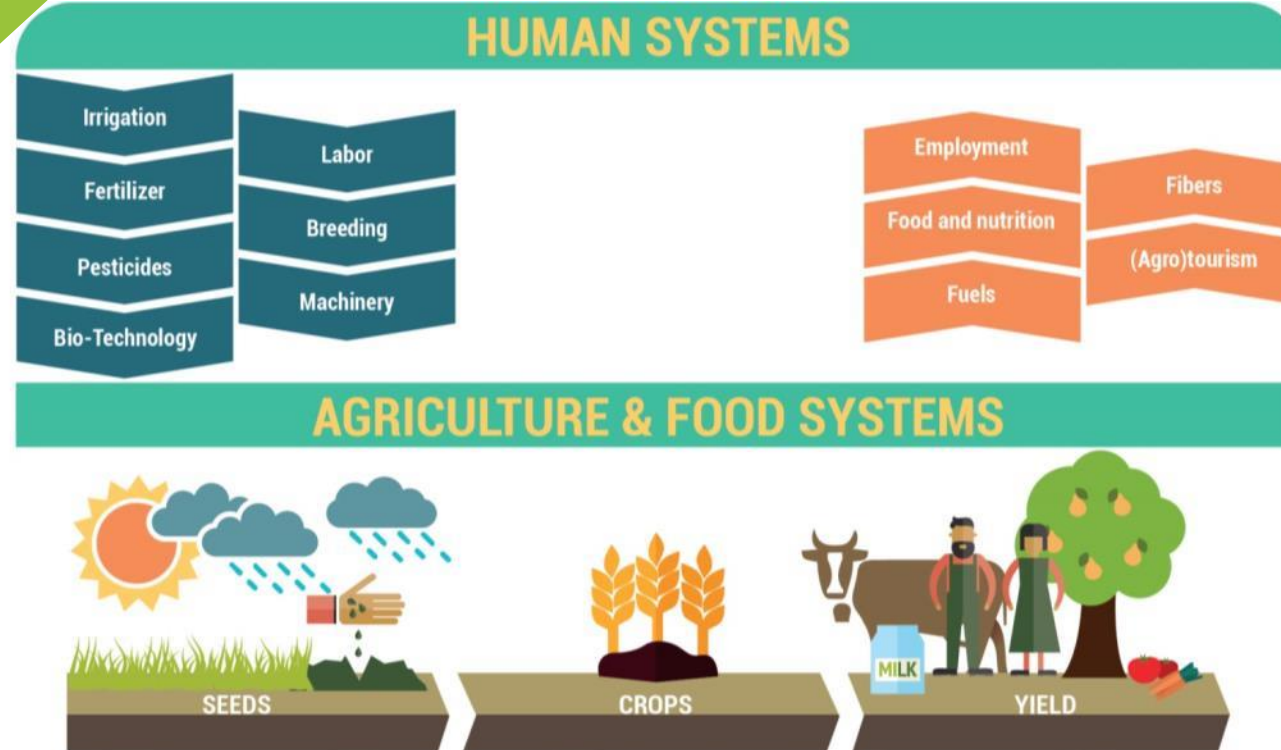 HUMAN SYSTEMS
Irrigation
Fertilizer
Pesticides
Bio-Technology
Labor
Breeding
Machinery
Employment
Food and nutrition
Fuels
Fibers
(Agro)tourism
AGRICULTURE & FOOD SYSTEMS
MILK
SEEDS
CROPS
YIELD